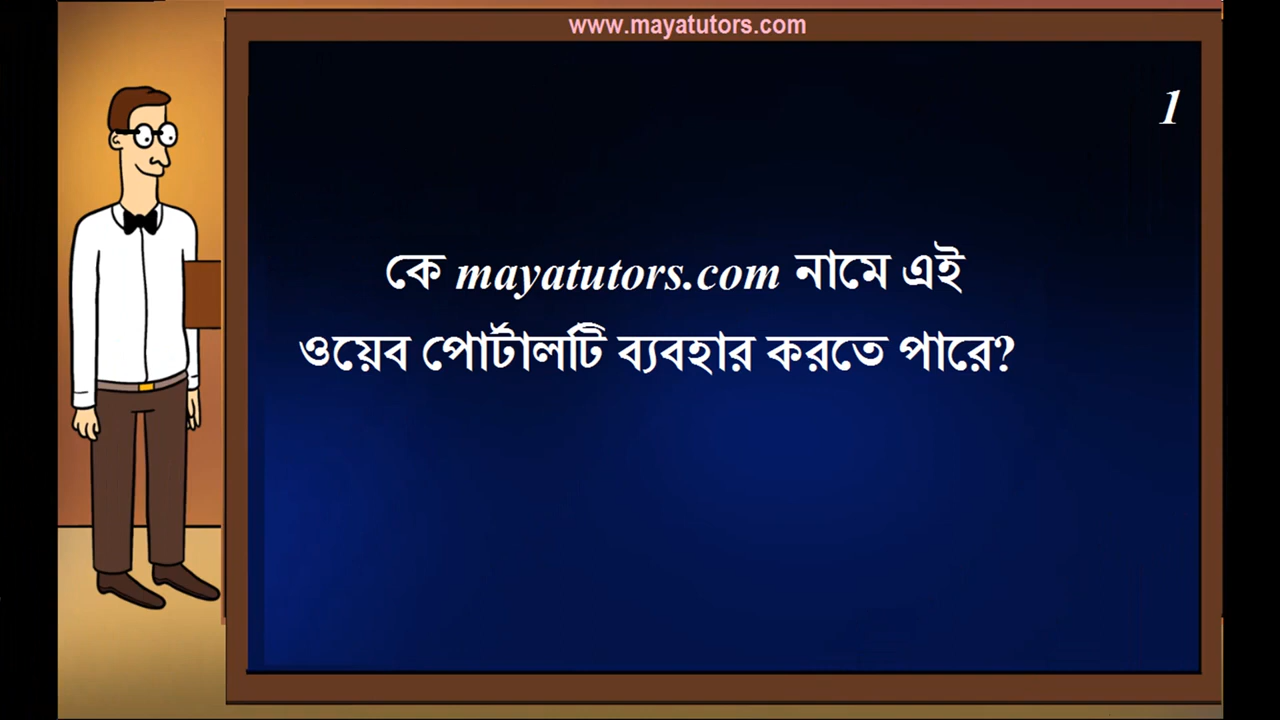 www.mayatutors.com
1
কে mayatutors.com নামে এই
ওয়েব পোর্টালটি ব্যবহার করতে পারে?